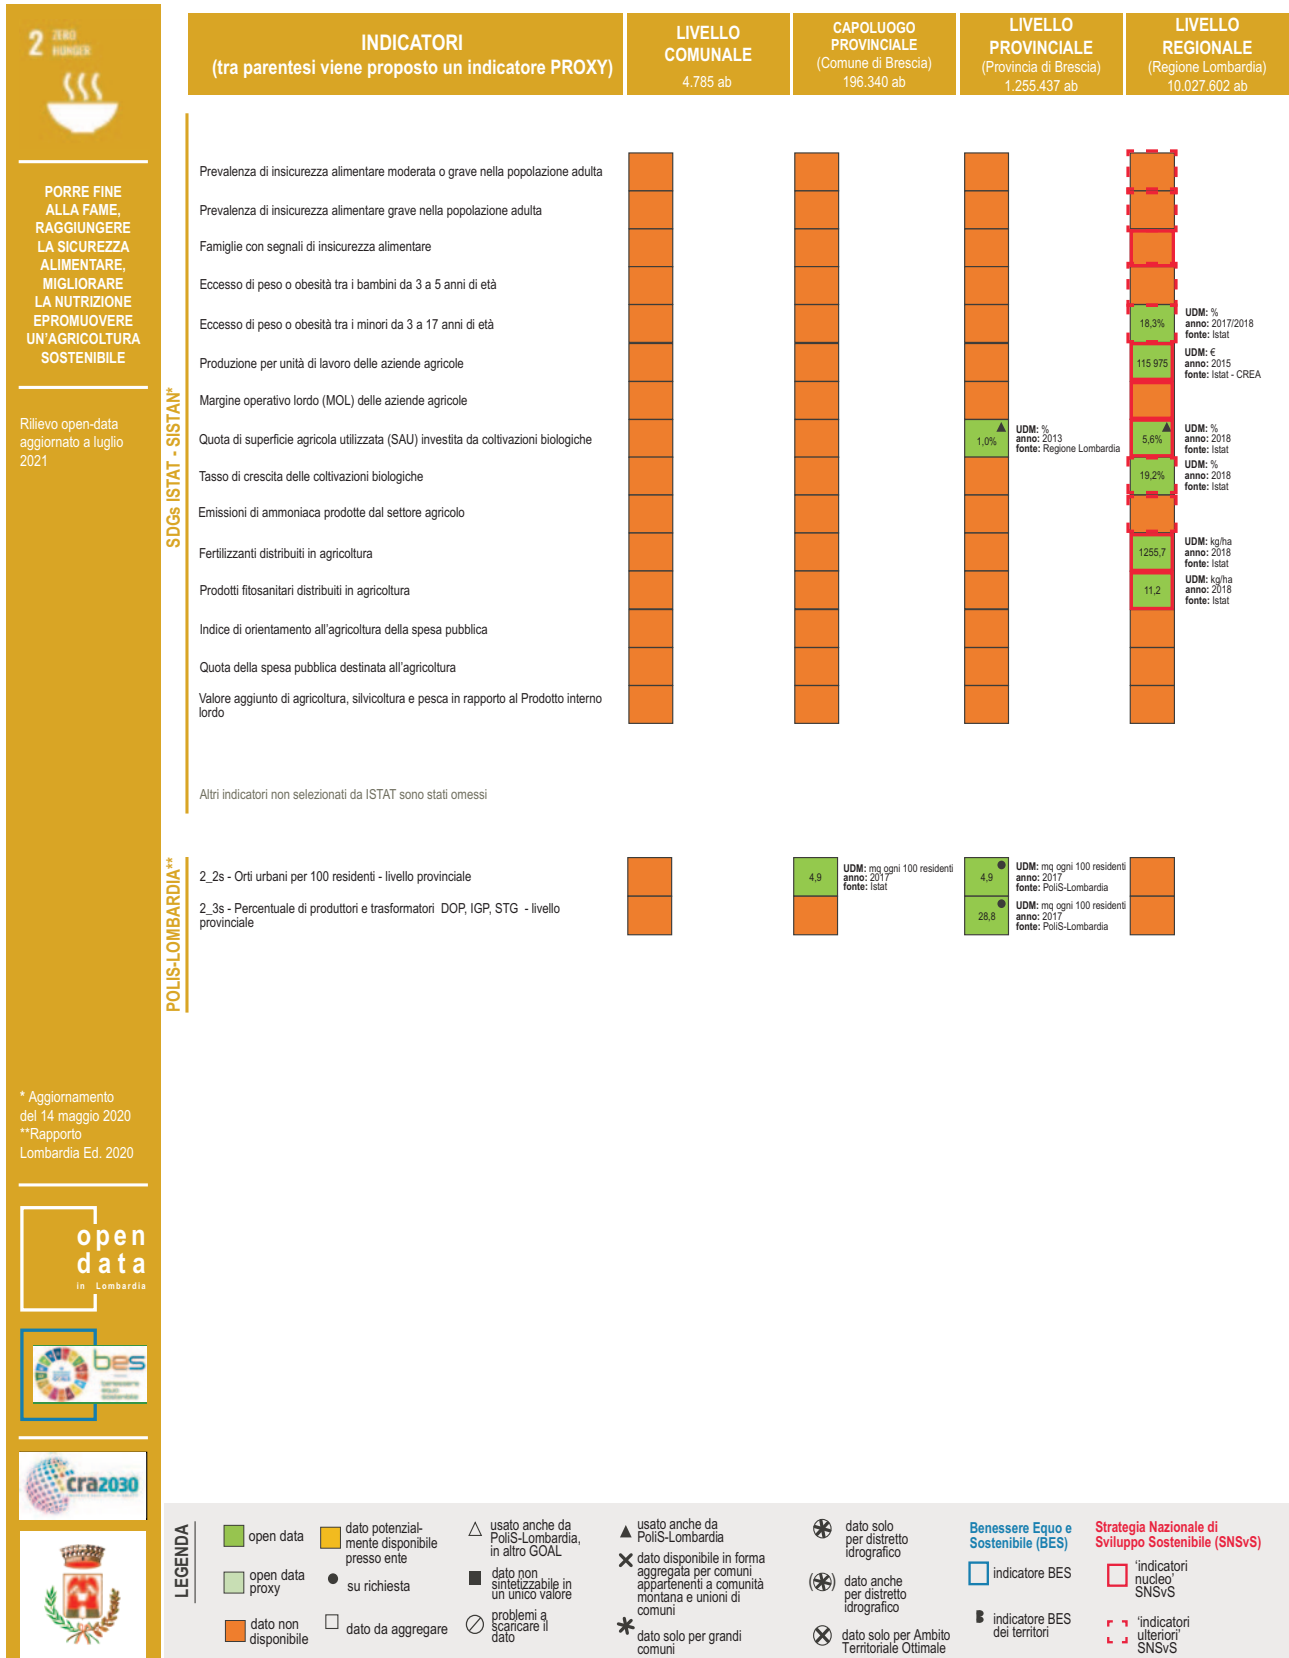 2 ZERO
HUNGER
PORRE FINE
ALLA FAME,
RAGGIUNGERE
LA SICUREZZA
ALIMENTARE,
MIGLIORARE
LA NUTRIZIONE
EPROMUOVERE
UN'AGRICOLTURA
SOSTENIBILE
Rilievo open-data
aggiornato a luglio
2021
* Aggiornamento
del 14 maggio 2020
**Rapporto
Lombardia Ed. 2020
open
data
in Lombardia
bes
benessere
equo
sostenibile
cra2030
INDICATORI
(tra parentesi viene proposto un indicatore PROXY)
LIVELLO
COMUNALE
4.785 ab
CAPOLUOGO
PROVINCIALE
(Comune di Brescia)
196.340 ab
LIVELLO
PROVINCIALE
(Provincia di Brescia)
1.255.437 ab
LIVELLO
REGIONALE
(Regione Lombardia)
10.027.602 ab
SDGs ISTAT - SISTAN*
Prevalenza di insicurezza alimentare moderata o grave nella popolazione adulta
Prevalenza di insicurezza alimentare grave nella popolazione adulta
Famiglie con segnali di insicurezza alimentare
Eccesso di peso o obesità tra i bambini da 3 a 5 anni di età
Eccesso di peso o obesità tra i minori da 3 a 17 anni di età
18,3%
UDM: %
anno: 2017/2018
fonte: Istat
Produzione per unità di lavoro delle aziende agricole
115 975
UDM: €
anno: 2015
fonte: Istat - CREA
Margine operativo lordo (MOL) delle aziende agricole
Quota di superficie agricola utilizzata (SAU) investita da coltivazioni biologiche
1,0%
UDM: %
anno: 2013
fonte: Regione Lombardia
5,6%
UDM: %
anno: 2018
fonte: Istat
Tasso di crescita delle coltivazioni biologiche
19,2%
UDM: %
anno: 2018
fonte: Istat
Emissioni di ammoniaca prodotte dal settore agricolo
Fertilizzanti distribuiti in agricoltura
1255,7
UDM: kg/ha
anno: 2018
fonte: Istat
Prodotti fitosanitari distribuiti in agricoltura
11,2
UDM: kg/ha
anno: 2018
fonte: Istat
Indice di orientamento all'agricoltura della spesa pubblica
Quota della spesa pubblica destinata all'agricoltura
Valore aggiunto di agricoltura, silvicoltura e pesca in rapporto al Prodotto interno
lordo
Altri indicatori non selezionati da ISTAT sono stati omessi
POLIS-LOMBARDIA**
2_2s - Orti urbani per 100 residenti - livello provinciale
4,9
UDM: mq ogni 100 residenti
anno: 2017
fonte: Istat
4,9
UDM: mq ogni 100 residenti
anno: 2017
fonte: PoliS-Lombardia
2_3s - Percentuale di produttori e trasformatori DOP, IGP, STG - livello
provinciale
28,8
UDM: mq ogni 100 residenti
anno: 2017
fonte: PoliS-Lombardia
LEGENDA
open data
open data
proxy
dato non
disponibile
dato potenzial-
mente disponibile
presso ente
su richiesta
dato da aggregare
usato anche da
PoliS-Lombardia,
in altro GOAL
dato non
sintetizzabile in
un unico valore
problemi a
scaricare il
dato
usato anche da
PoliS-Lombardia
dato disponibile in forma
aggregata per comuni
appartenenti a comunità
montana e unioni di
comuni
dato solo per grandi
comuni
dato solo
per distretto
idrografico
dato anche
per distretto
idrografico
dato solo per Ambito
Territoriale Ottimale
Benessere Equo e
Sostenibile (BES)
indicatore BES
indicatore BES
dei territori
Strategia Nazionale di
Sviluppo Sostenibile (SNSvS)
'indicatori
nucleo'
SNSvS
'indicatori
ulteriori'
SNSvS